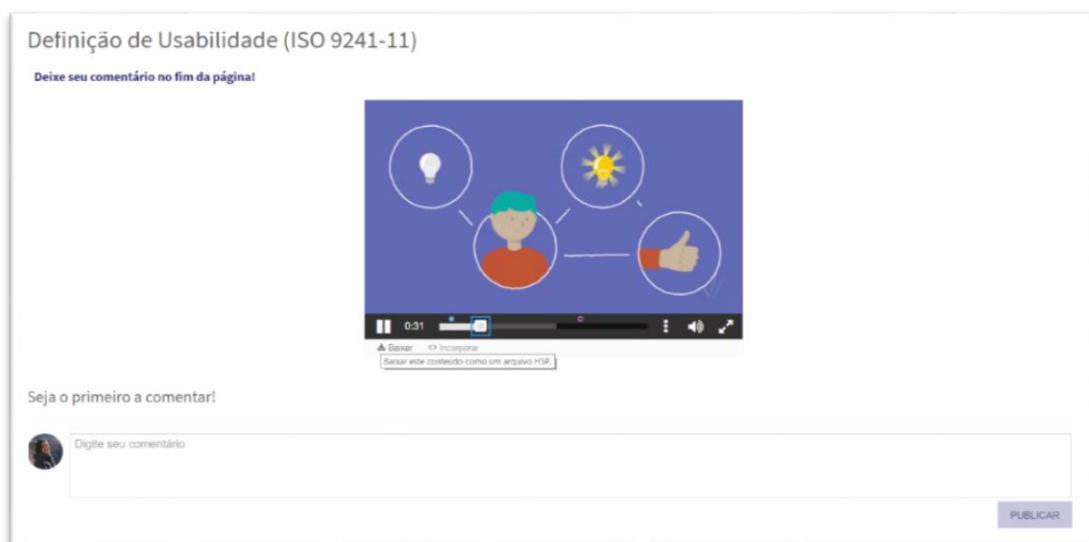 Definição de Usabilidade (ISO 9241-11)
Deixe seu comentário no fim da página!
0:31
Baixar <> Incorporar
Baixar este conteúdo como um arquivo H5P.
Seja o primeiro a comentar!
Digite seu comentário
PUBLICAR